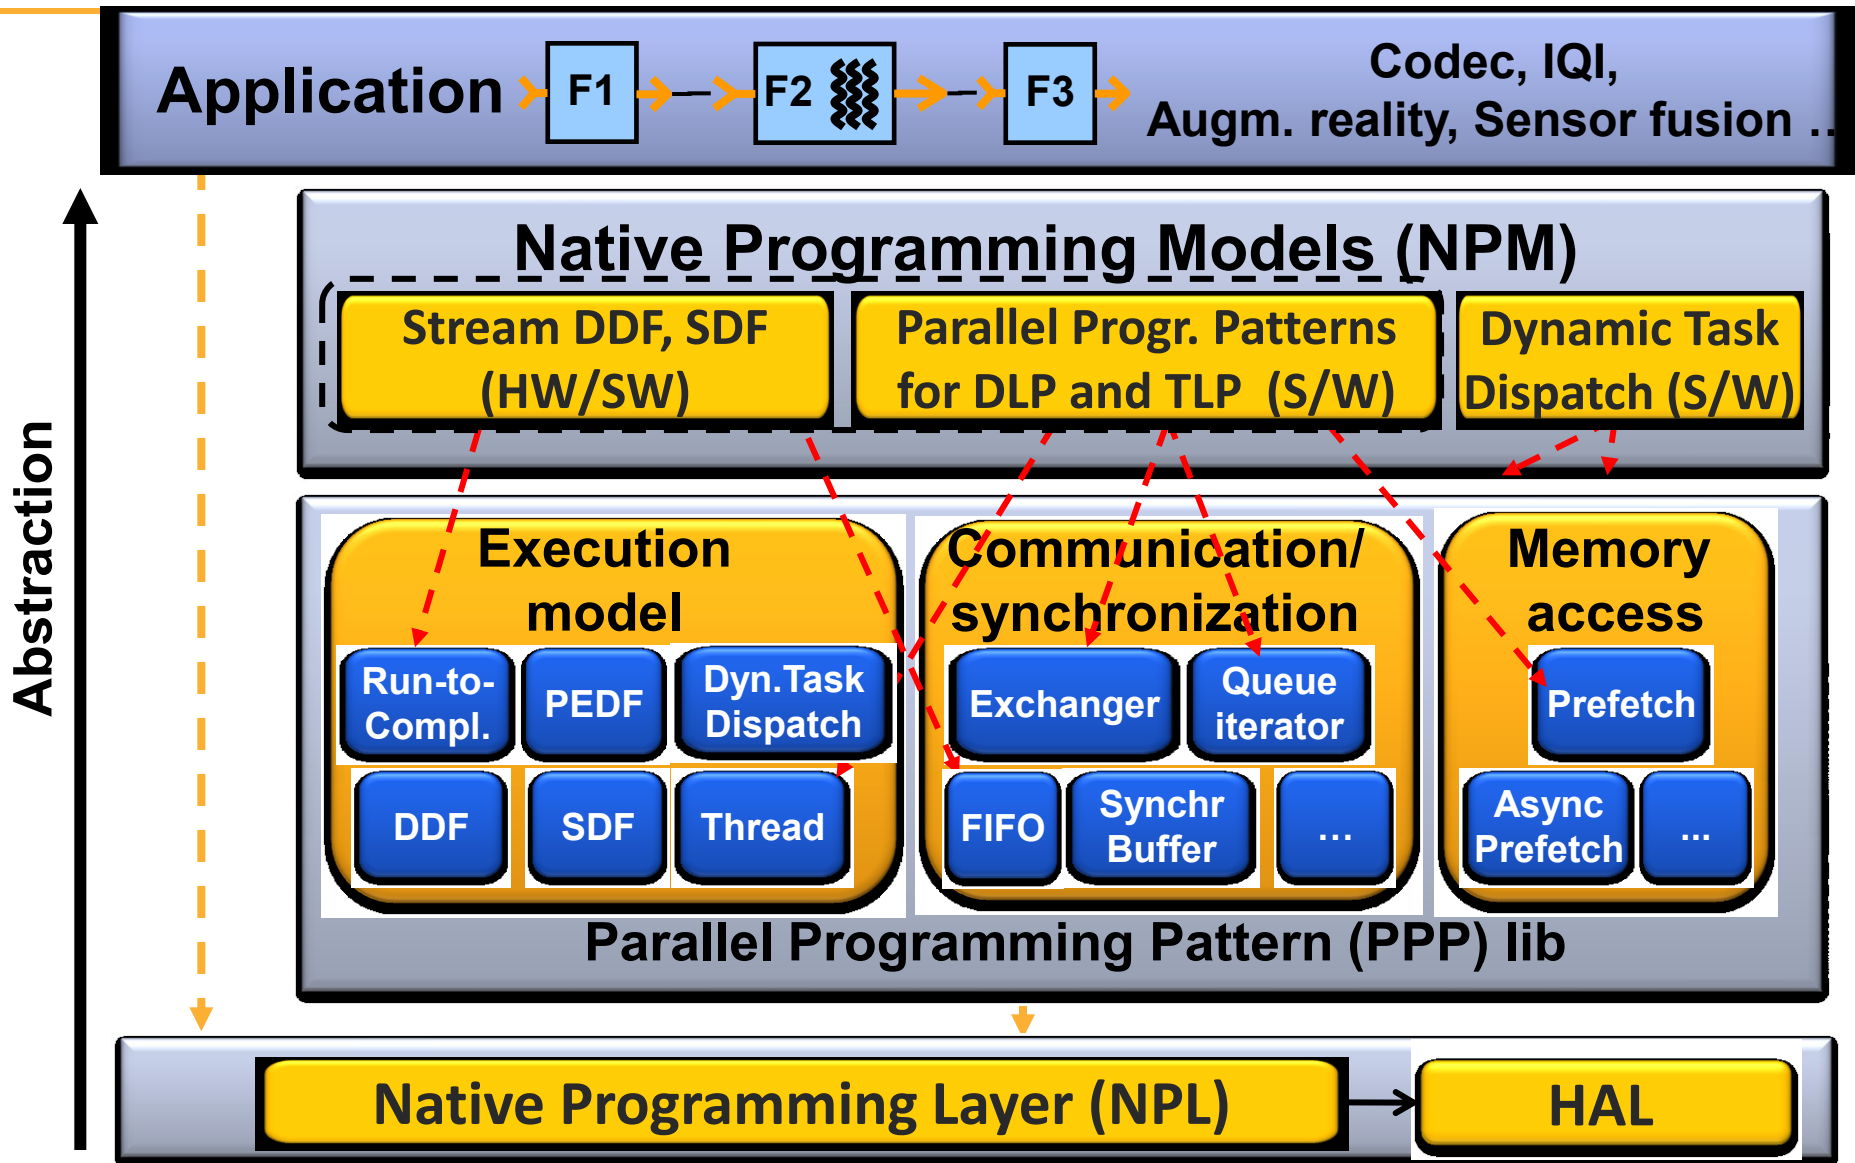 Application
F1
F2
F3
Codec, IQI,
Augm. reality, Sensor fusion ..
Abstraction
Native Programming Models (NPM)
Stream DDF, SDF
(HW/SW)
Parallel Progr. Patterns
for DLP and TLP (S/W)
Dynamic Task
Dispatch (S/W)
Execution
model
Run-to-
Compl.
PEDF
Dyn.Task
Dispatch
DDF
SDF
Thread
Communication/
synchronization
Exchanger
Queue
iterator
FIFO
Synchr
Buffer
...
Memory
access
Prefetch
Async
Prefetch
...
Parallel Programming Pattern (PPP) lib
Native Programming Layer (NPL)
HAL